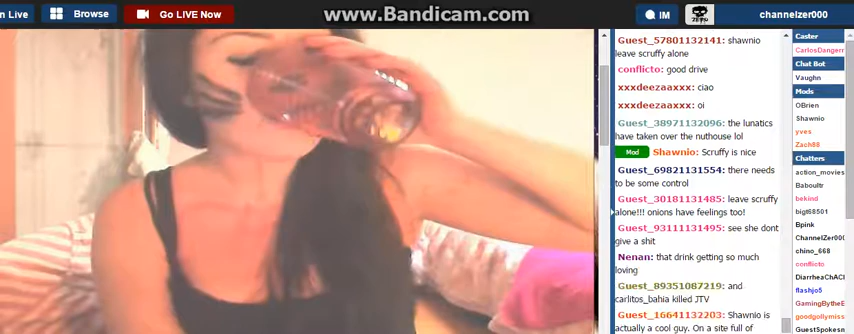 n Live
Browse
Go LIVE Now
www.Bandicam.com
IM
ZERO
channelzer000
Guest_57801132141: shawnio
leave scruffy alone
conflicto: good drive
xxxdeezaaxxx: ciao
xxxdeezaaxxx: oi
Guest_38971132096: the lunatics
have taken over the nuthouse lol
Mod Shawnio: Scruffy is nice
Guest_69821131554: there needs
to be some control
Guest_30181131485: leave scruffy
alone!!! onions have feelings too!
Guest_93111131495: see she dont
give a shit
Nenan: that drink getting so much
loving
Guest_89351087219: and
carlitos_bahia killed JTV
Guest_16641132203: Shawnio is
actually a cool guy. On a site full of
Caster
CarlosDangerr
Chat Bot
Vaughn
Mods
OBrien
Shawnio
yves
Zach88
Chatters
action_movies
Baboultr
bekind
bigt68501
Bpink
ChannelZer000
chino_668
conflicto
DiarrheaChACH
flashjo5
GamingBytheE
goodgollymiss
GuestSpokesn